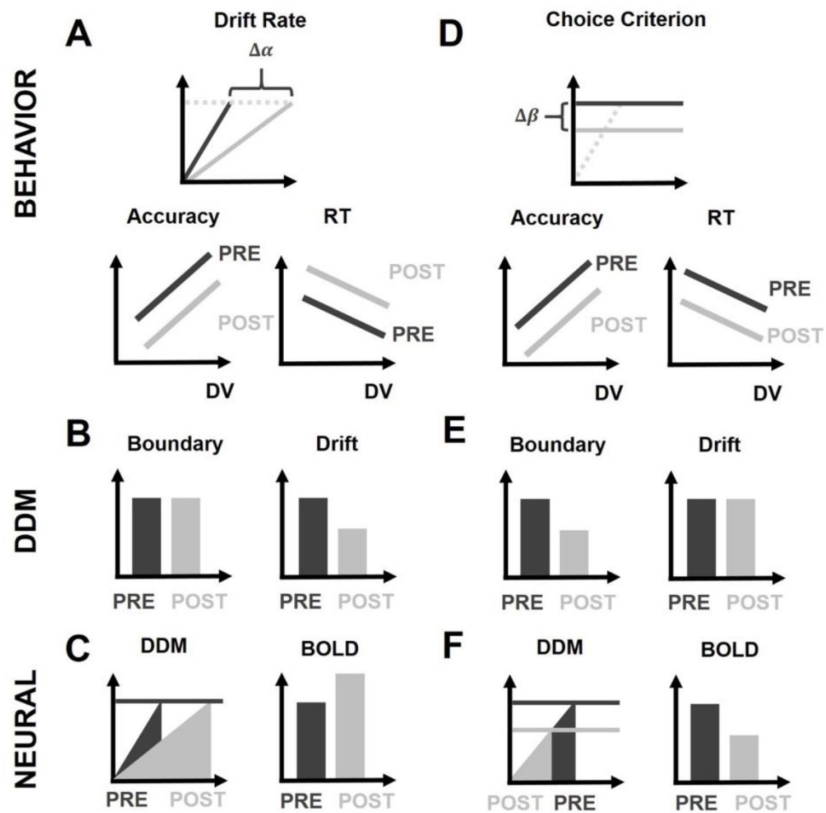 BEHAVIOR
A
Drift Rate
Δα
Accuracy
RT
PRE
POST
DV
POST
PRE
DV
D
Choice Criterion
Δβ
Accuracy
RT
PRE
POST
DV
PRE
POST
DV
DDM
B
Boundary
Drift
PRE POST
PRE POST
E
Boundary
Drift
PRE POST
PRE POST
NEURAL
C
DDM
BOLD
PRE POST
PRE POST
F
DDM
BOLD
POST PRE
PRE POST